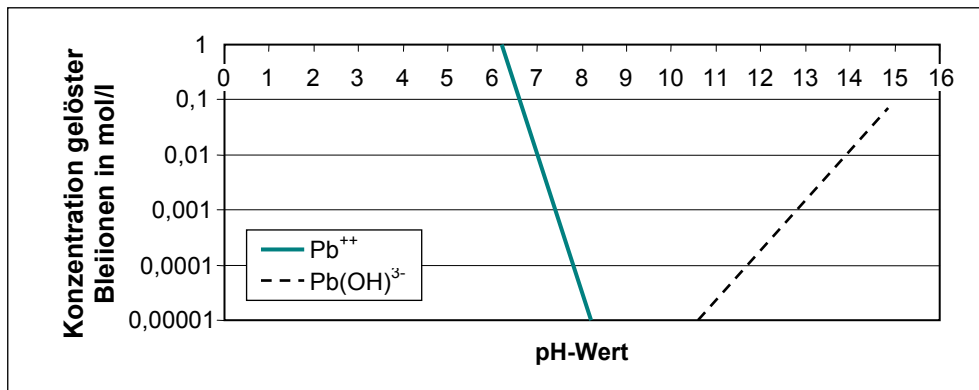 Konzentration gelöster
Bleiionen in mol/l
1
0,1
0,01
0,001
0,0001
0,00001
0 1 2 3 4 5 6 7 8 9 10 11 12 13 14 15 16
Pb++
Pb(OH)3-
pH-Wert